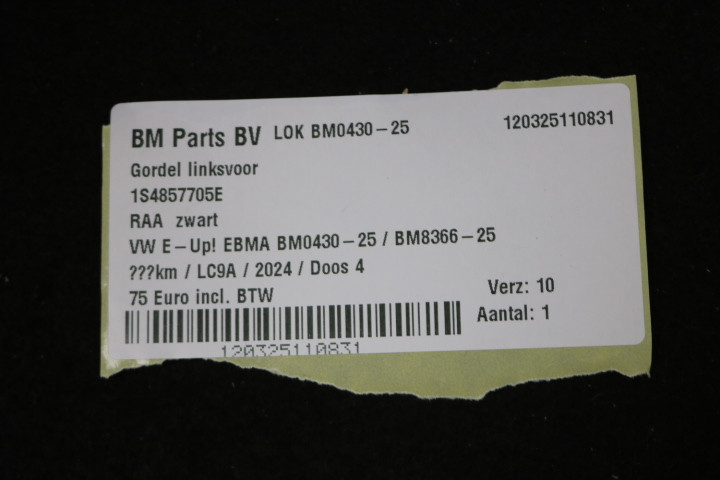 BM Parts BV LOK BM0430-25 120325110831
Gordel linksvoor
1S4857705E
RAA zwart
VW E-Up! EBMA BM0430-25 / BM8366-25
???km / LC9A / 2024 / Doos 4
75 Euro incl. BTW Verz: 10
Aantal: 1
120325110831